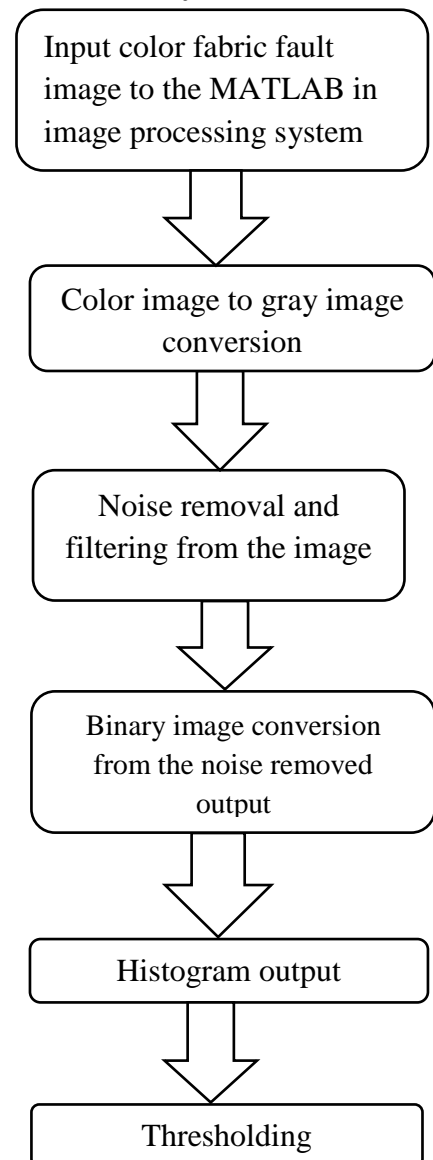 Input color fabric fault
image to the MATLAB in
image processing system
Color image to gray image
conversion
Noise removal and
filtering from the image
Binary image conversion
from the noise removed
output
Histogram output
Thresholding